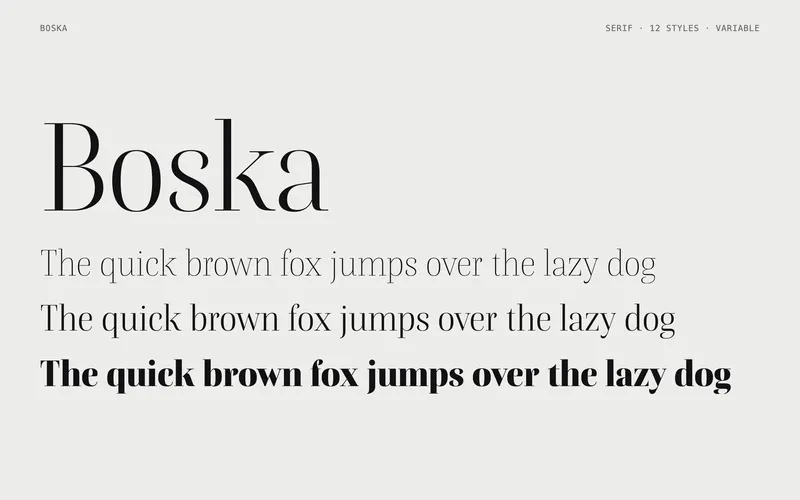 BOSKA
SERIF · 12 STYLES · VARIABLE
Boska
The quick brown fox jumps over the lazy dog
The quick brown fox jumps over the lazy dog
The quick brown fox jumps over the lazy dog